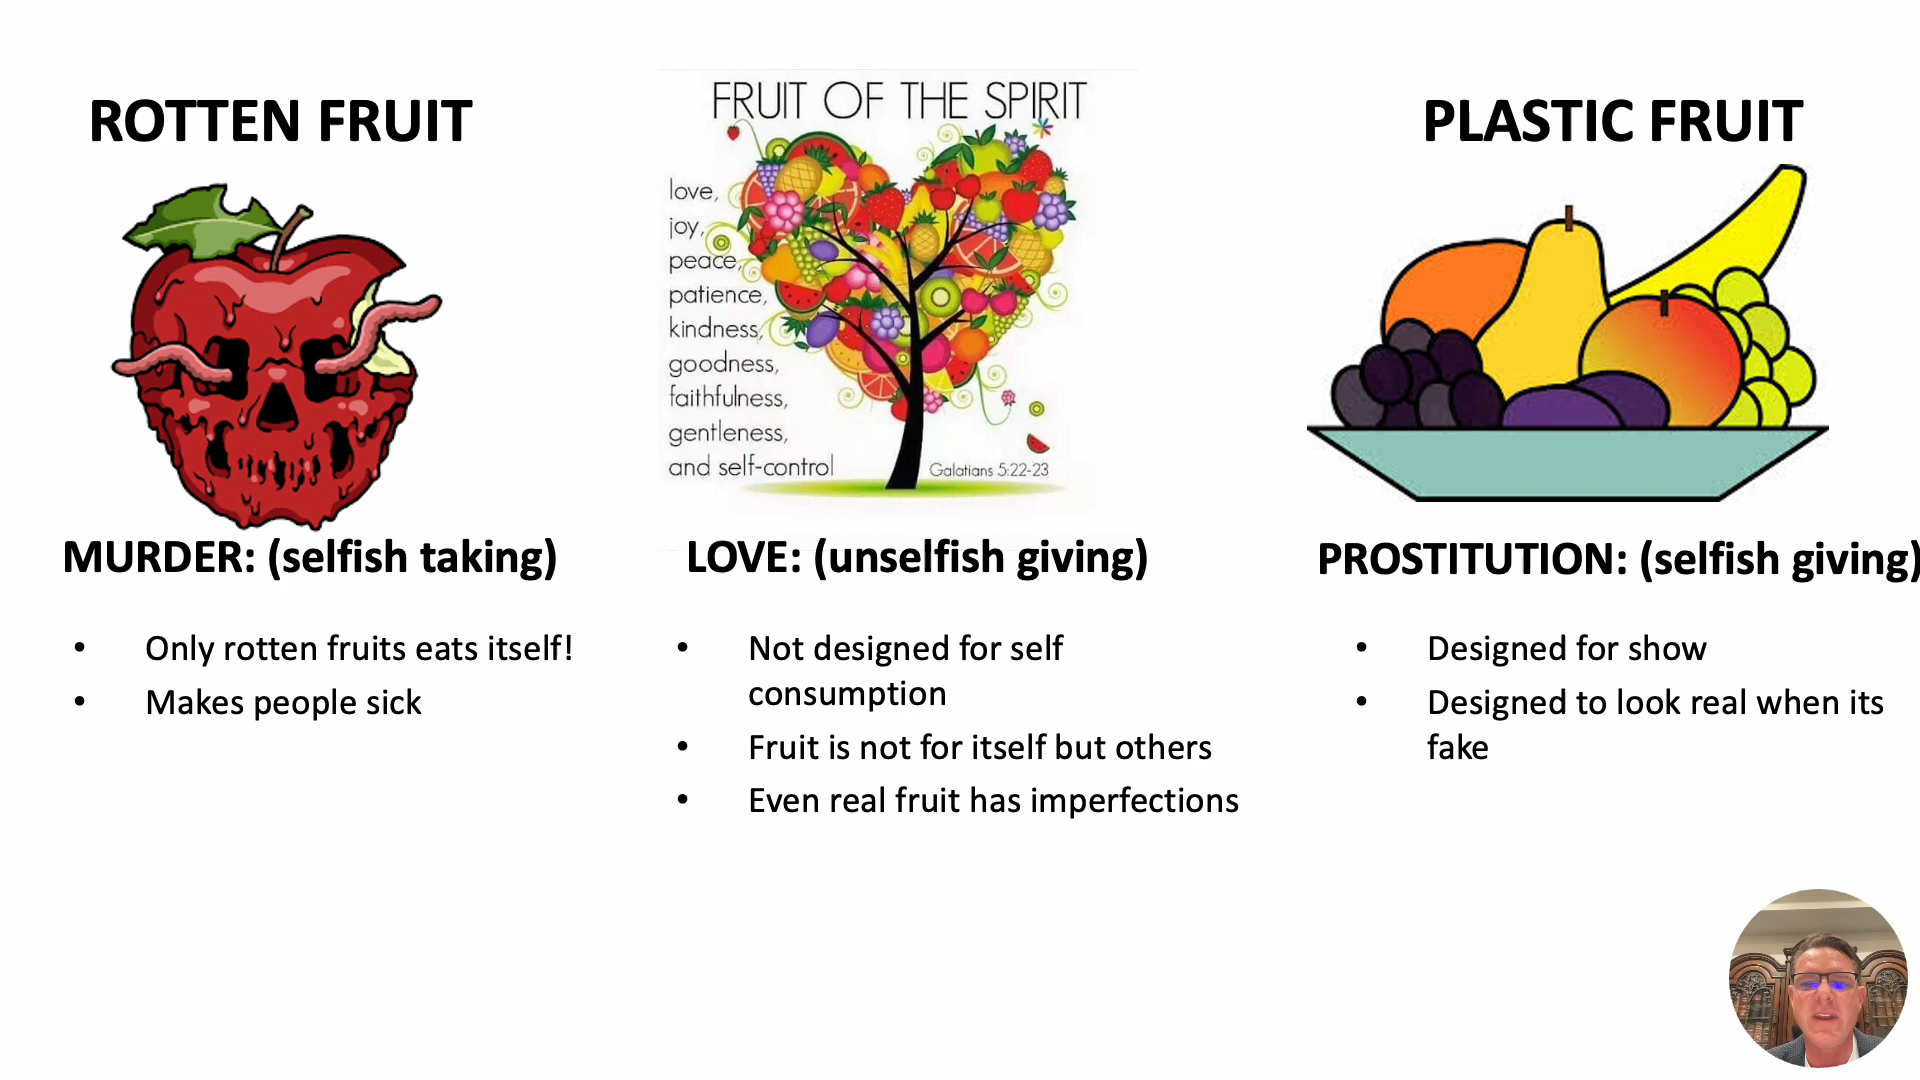 ROTTEN FRUIT
MURDER: (selfish taking)
• Only rotten fruits eats itself!
• Makes people sick
FRUIT OF THE SPIRIT
love,
joy,
peace,
patience,
kindness,
goodness,
faithfulness,
gentleness,
and self-control
Galatians 5:22-23
LOVE: (unselfish giving)
• Not designed for self
consumption
• Fruit is not for itself but others
• Even real fruit has imperfections
PLASTIC FRUIT
PROSTITUTION: (selfish giving)
• Designed for show
• Designed to look real when its
fake